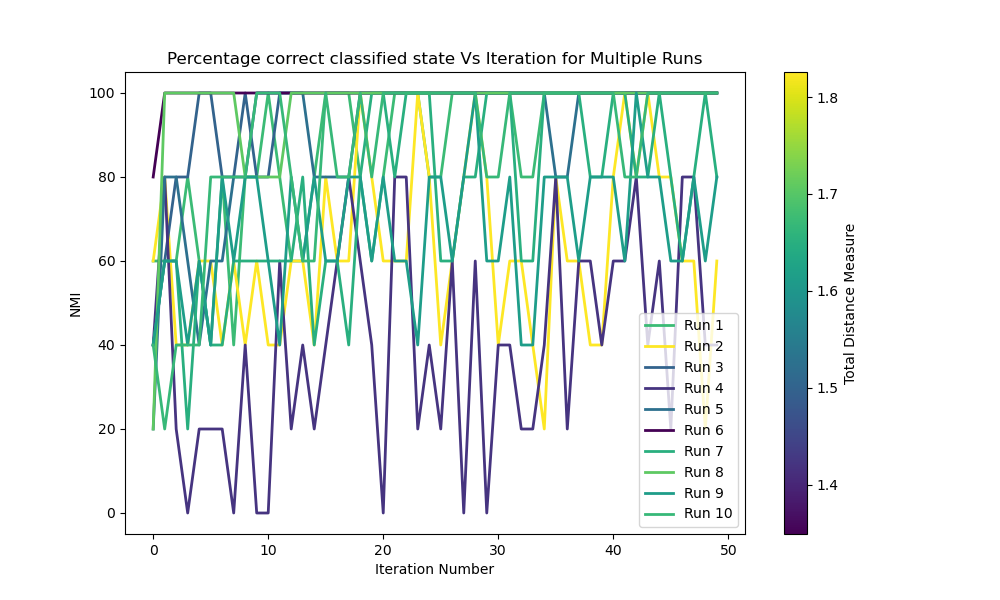 Percentage correct classified state Vs Iteration for Multiple Runs
NMI
100
80
60
40
20
0
0 10 20 30 40 50
Iteration Number
Run 1
Run 2
Run 3
Run 4
Run 5
Run 6
Run 7
Run 8
Run 9
Run 10
1.8
1.7
1.6
1.5
1.4
Total Distance Measure